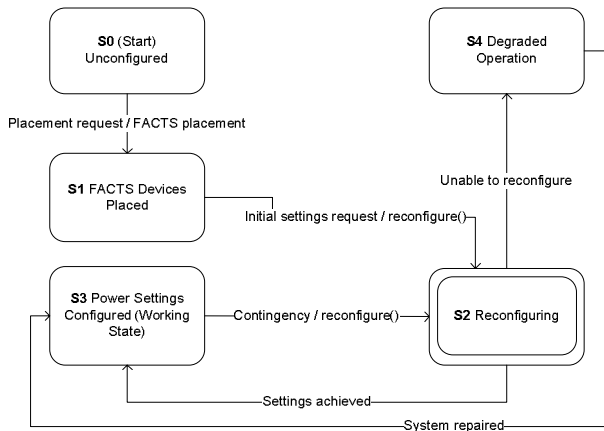 S0 (Start)
Unconfigured
S4 Degraded
Operation
Placement request / FACTS placement
S1 FACTS Devices
Placed
Unable to reconfigure
Initial settings request / reconfigure()
S3 Power Settings
Configured (Working
State)
Contingency / reconfigure()
S2 Reconfiguring
Settings achieved
System repaired